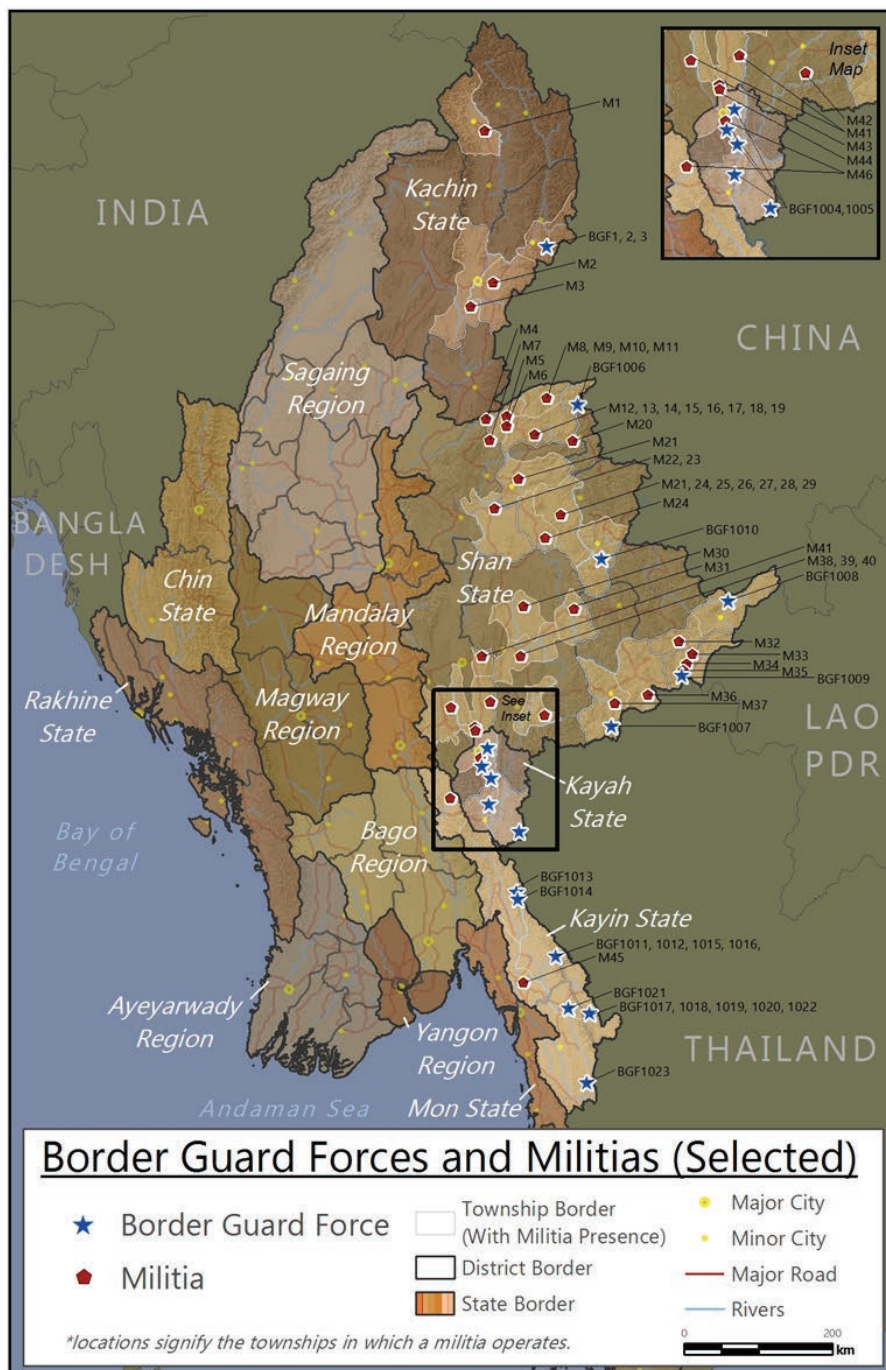 Inset
Map
M42
M41
M43
M44
M46
BGF1004,1005
M1
INDIA
Kachin
State
BGF1, 2, 3
M2
M3
CHINA
M4
M7
M5
M6
M8, M9, M10, M11
BGF1006
Sagaing
Region
M12, 13, 14, 15, 16, 17, 18, 19
M20
M21
M22, 23
M21, 24, 25, 26, 27, 28, 29
M24
BANGLA
DESH
BGF1010
M30
M31
M41
M38, 39, 40
BGF1008
Chin
State
Shan
State
Mandalay
Region
M32
M33
M34
M35
BGF1009
Rakhine
State
Magway
Region
See
Inset
M36
M37
BGF1007
LAO
PDR
Kayah
State
Bay of
Bengal
Bago
Region
BGF1013
BGF1014
Kayin State
BGF1011, 1012, 1015, 1016,
M45
BGF1021
BGF1017, 1018, 1019, 1020, 1022
Ayeyarwady
Region
Yangon
Region
THAILAND
BGF1023
Mon State
Andaman Sea
Border Guard Forces and Militias (Selected)
Border Guard Force
Militia
Township Border
(With Militia Presence)
District Border
State Border
Major City
Minor City
Major Road
Rivers
*locations signify the townships in which a militia operates.
0 200
km